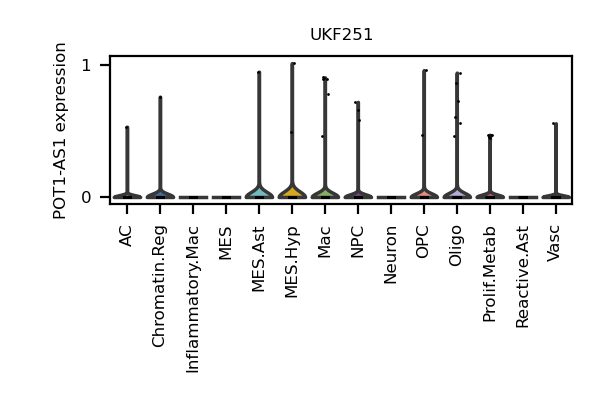 UKF251
POT1-AS1 expression
1
0
AC
Chromatin.Reg
Inflammatory.Mac
MES
MES.Ast
MES.Hyp
Mac
NPC
Neuron
OPC
Oligo
Prolif.Metab
Reactive.Ast
Vasc